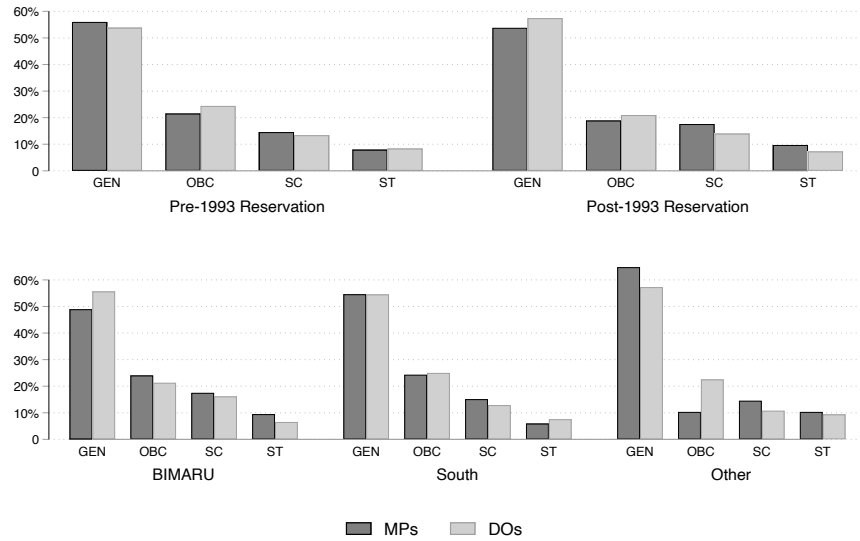 60%
50%
40%
30%
20%
10%
0
GEN OBC SC ST GEN OBC SC ST
Pre-1993 Reservation Post-1993 Reservation
60%
50%
40%
30%
20%
10%
0
GEN OBC SC ST GEN OBC SC ST GEN OBC SC ST
BIMARU South Other
MPs DOs